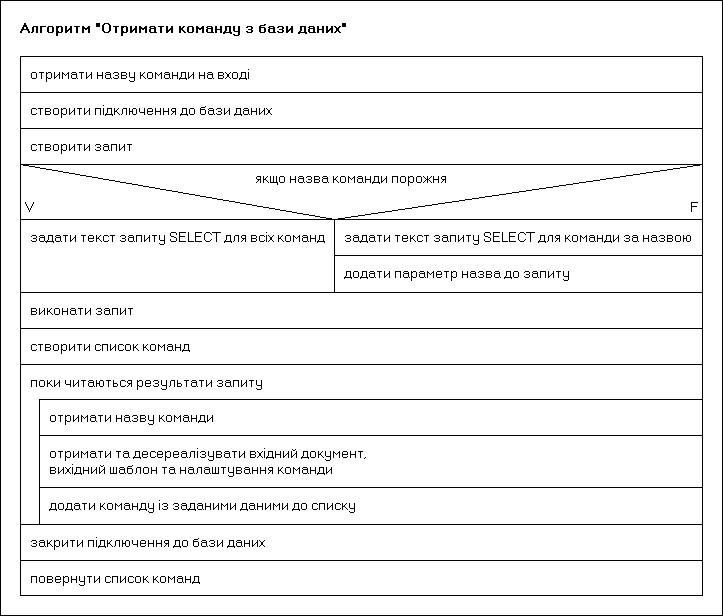 Алгоритм "Отримати команду з бази даних"
отримати назву команди на вході
створити підключення до бази даних
створити запит
якщо назва команди порожня
V
F
задати текст запиту SELECT для всіх команд
задати текст запиту SELECT для команди за назвою
додати параметр назва до запиту
виконати запит
створити список команд
поки читаються результати запиту
отримати назву команди
отримати та десереалізувати вхідний документ,
вихідний шаблон та налаштування команди
додати команду із заданими даними до списку
закрити підключення до бази даних
повернути список команд